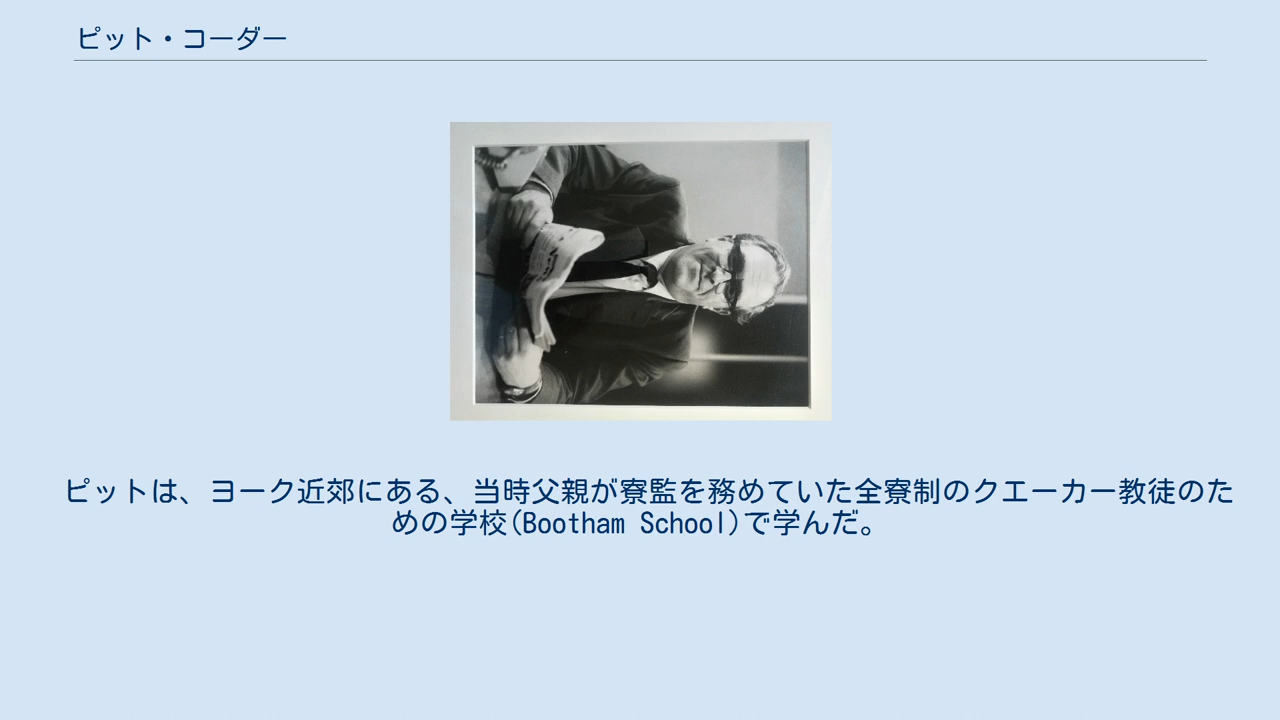 ピット・コーダー
ピットは、ヨーク近郊にある、当時父親が寮監を務めていた全寮制のクエーカー教徒のた
めの学校(Bootham School)で学んだ。